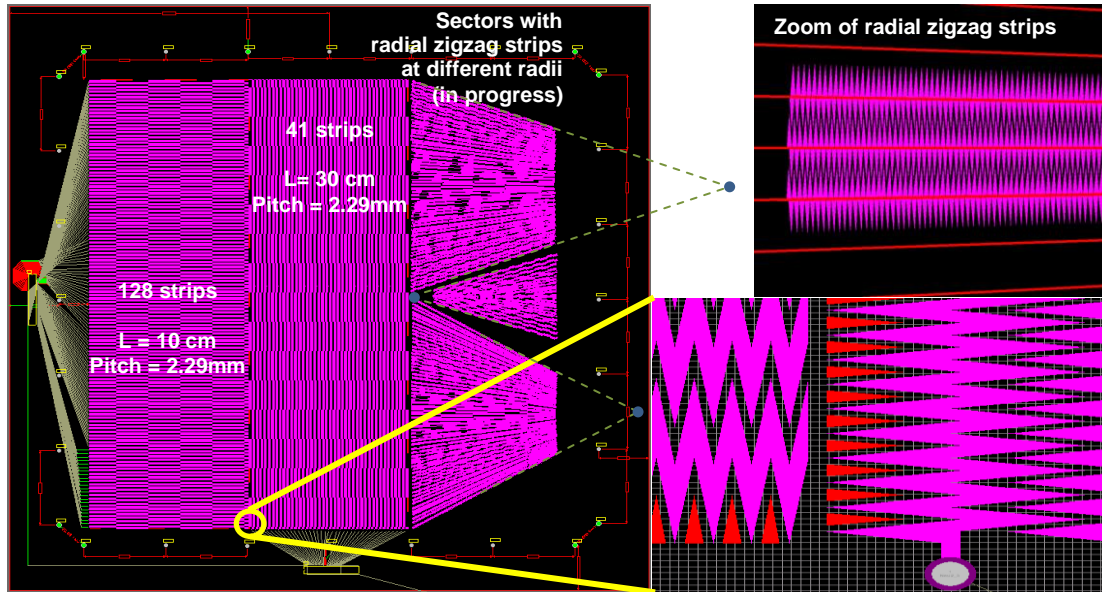 Sectors with
radial zigzag strips
at different radii
(in progress)
41 strips
L= 30 cm
Pitch = 2.29mm
128 strips
L = 10 cm
Pitch = 2.29mm
Zoom of radial zigzag strips